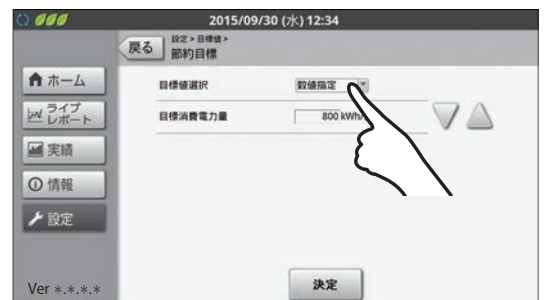 2015/09/30 (水) 12:34
戻る
設定 > 目標値 >
節約目標
ホーム
ライブ
レポート
実績
情報
設定
Ver *.*.*.*
目標値選択
数値指定
目標消費電力量
800 kWh/
決定